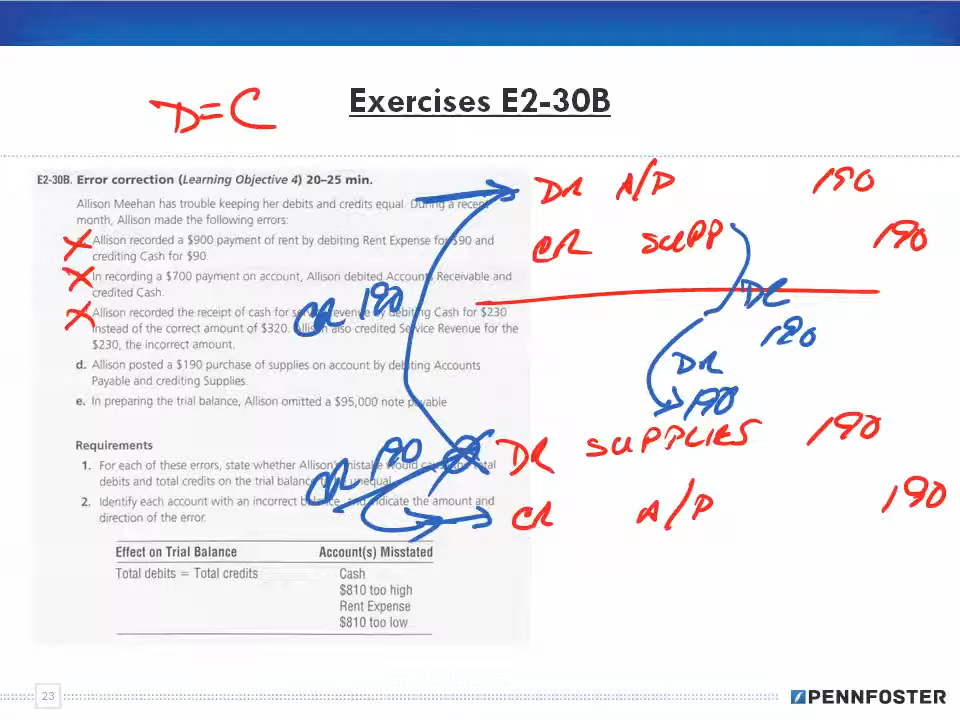 D=C
Exercises E2-30B
E2-30B. Error correction (Learning Objective 4) 20–25 min.
Allison Meehan has trouble keeping her debits and credits equal. During a recent
month, Allison made the following errors:
Allison recorded a $900 payment of rent by debiting Rent Expense for $90 and
crediting Cash for $90
In recording a $700 payment on account, Allison debited Accounts Receivable and
credited Cash.
Allison recorded the receipt of cash for service revenue by debiting Cash for $230
instead of the correct amount of $320. Allison also credited Service Revenue for the
$230, the incorrect amount.
d. Allison posted a $190 purchase of supplies on account by debiting Accounts
Payable and crediting Supplies.
e. In preparing the trial balance, Allison omitted a $95,000 note payable
Requirements
1. For each of these errors, state whether Allison's mistake would cause the total
debits and total credits on the trial balance to be unequal.
2. Identify each account with an incorrect balance, and indicate the amount and
direction of the error.
Effect on Trial Balance Account(s) Misstated
Total debits = Total credits Cash
$810 too high
Rent Expense
$810 too low
DR A/P 190
CR SUPP 190
CR 190
DR
190
DR
190
DR SUPPLIES 190
CR 190
CR A/P 190
23
PENNFOSTER